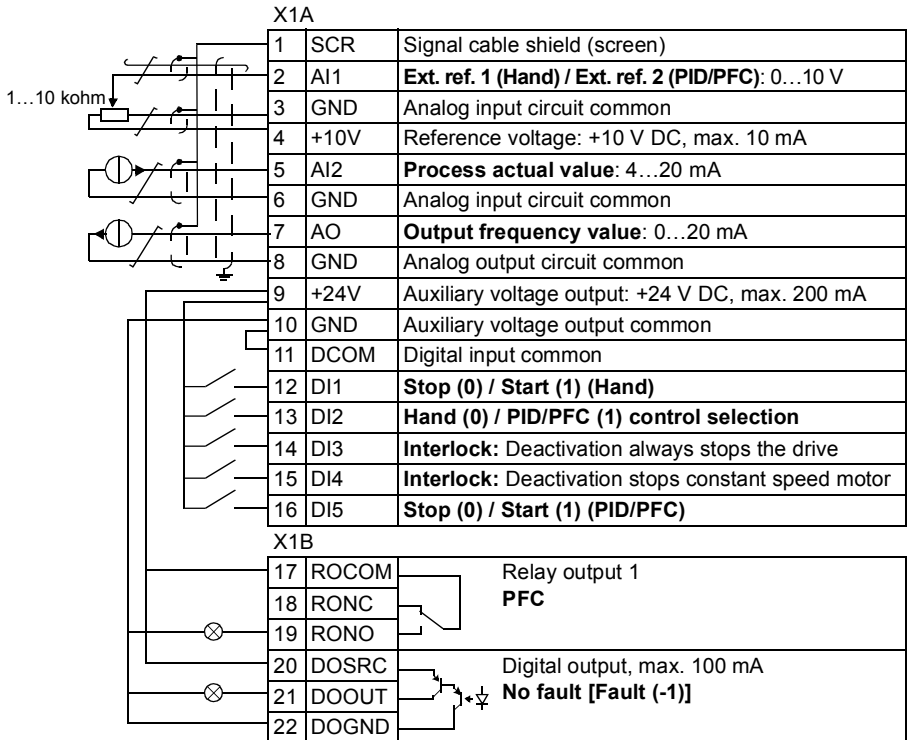 X1A
1 SCR Signal cable shield (screen)
2 AI1 Ext. ref. 1 (Hand) / Ext. ref. 2 (PID/PFC): 0…10 V
1…10 kohm
3 GND Analog input circuit common
4 +10V Reference voltage: +10 V DC, max. 10 mA
5 AI2 Process actual value: 4…20 mA
6 GND Analog input circuit common
7 AO Output frequency value: 0…20 mA
8 GND Analog output circuit common
9 +24V Auxiliary voltage output: +24 V DC, max. 200 mA
10 GND Auxiliary voltage output common
11 DCOM Digital input common
12 DI1 Stop (0) / Start (1) (Hand)
13 DI2 Hand (0) / PID/PFC (1) control selection
14 DI3 Interlock: Deactivation always stops the drive
15 DI4 Interlock: Deactivation stops constant speed motor
16 DI5 Stop (0) / Start (1) (PID/PFC)
X1B
17 ROCOM Relay output 1
18 RONC PFC
19 RONO
20 DOSRC Digital output, max. 100 mA
21 DOOUT No fault [Fault (-1)]
22 DOGND